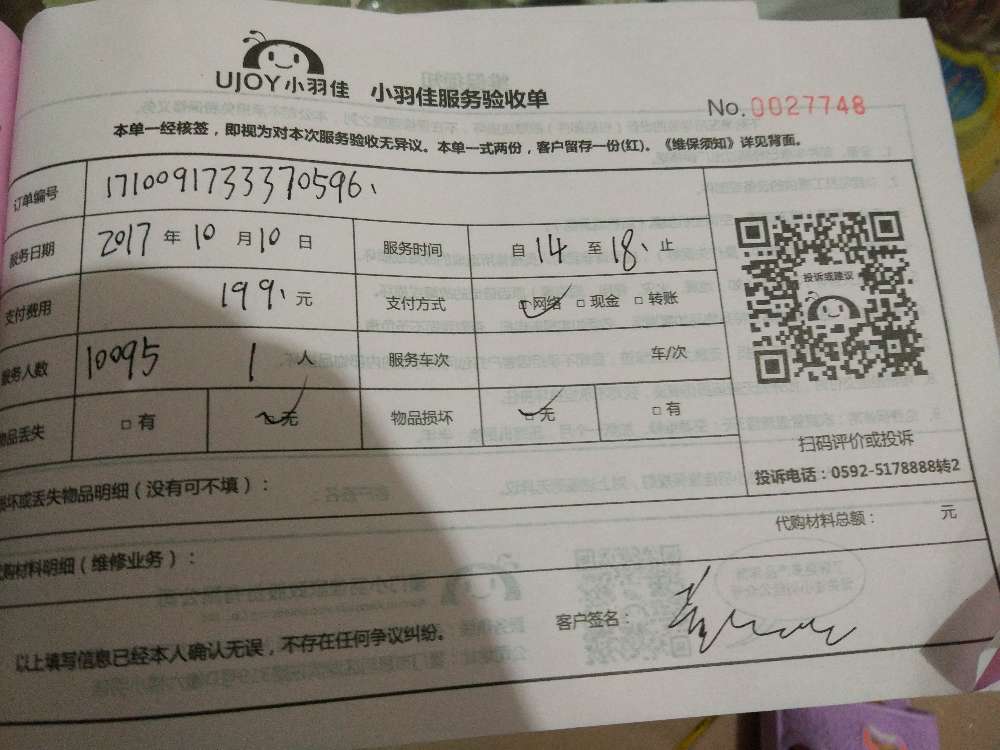 UJOY小羽佳 小羽佳服务验收单
No.0027748
本单一经核签，即视为对本次服务验收无异议。本单一式两份，客户留存一份(红)。《维保须知》详见背面。
订单编号 1710091733370596
服务日期 2017 年 10 月 10 日 服务时间 自 14 至 18 止
投诉或建议
支付费用 199 元 支付方式 □网络 □现金 □转账
服务人数 10095 1 人 服务车次 车/次
物品丢失 □有 □无 物品损坏 □无 □有
扫码评价或投诉
投诉电话：0592-5178888转2
损坏或丢失物品明细（没有可不填）：
代购材料总额： 元
代购材料明细（维修业务）：
客户签名：
以上填写信息已经本人确认无误，不存在任何争议纠纷。